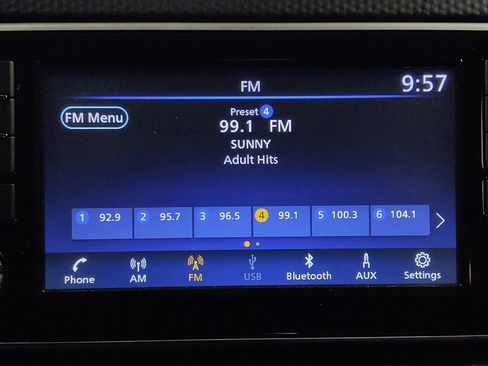 FM 9:57
FM Menu
Preset 4
99.1 FM
SUNNY
Adult Hits
1 92.9 2 95.7 3 96.5 4 99.1 5 100.3 6 104.1
Phone AM FM USB Bluetooth AUX Settings